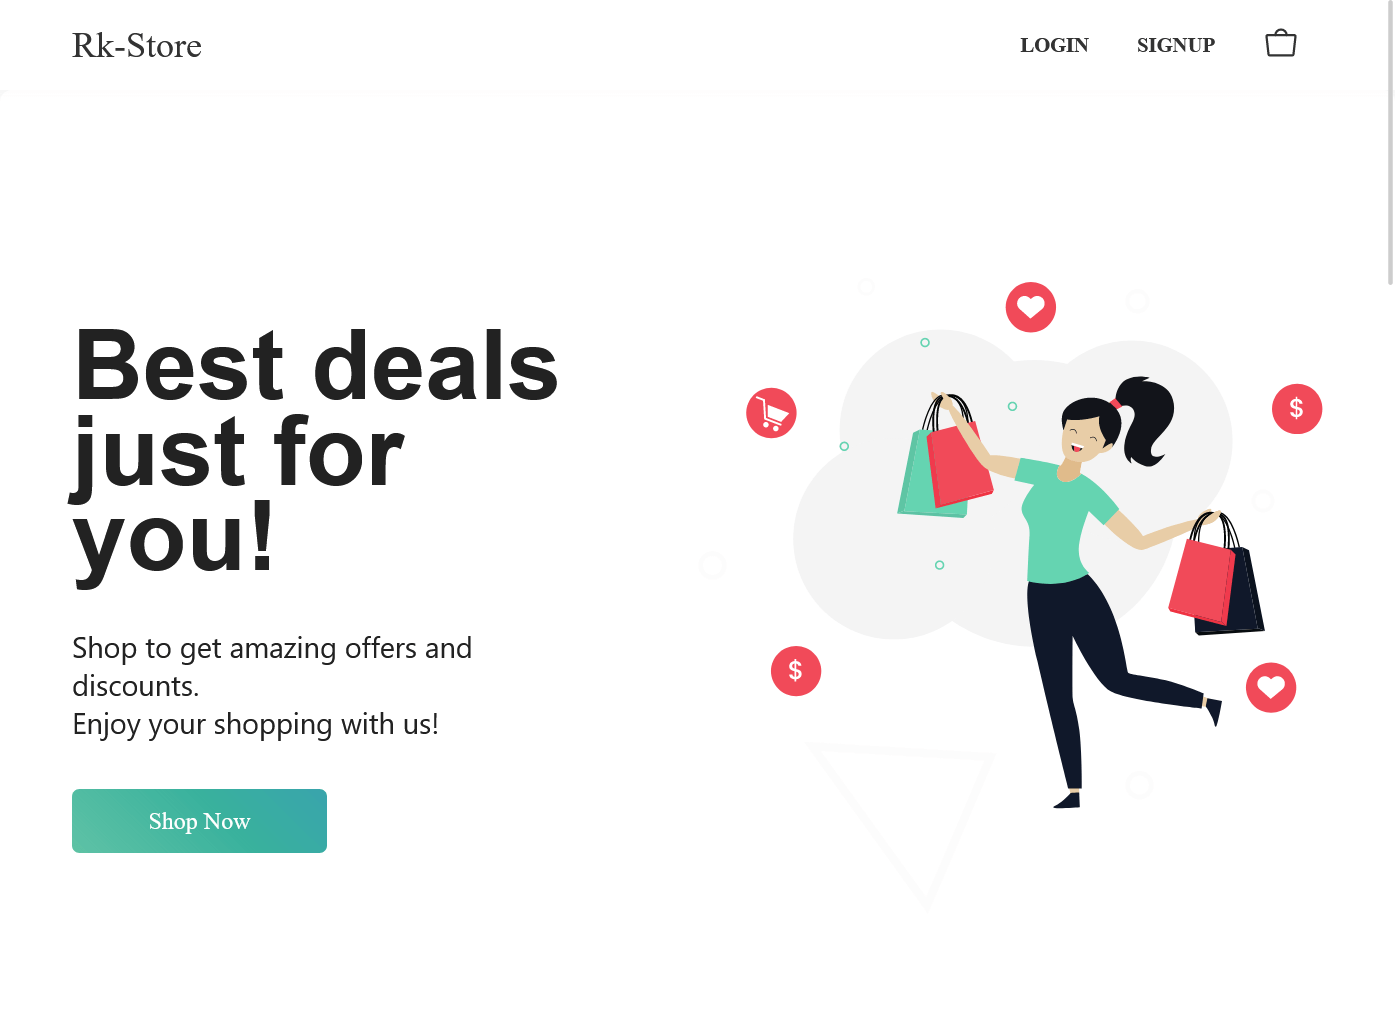 Rk-Store
LOGIN
SIGNUP
Best deals
just for
you!
Shop to get amazing offers and
discounts.
Enjoy your shopping with us!
Shop Now
$
$